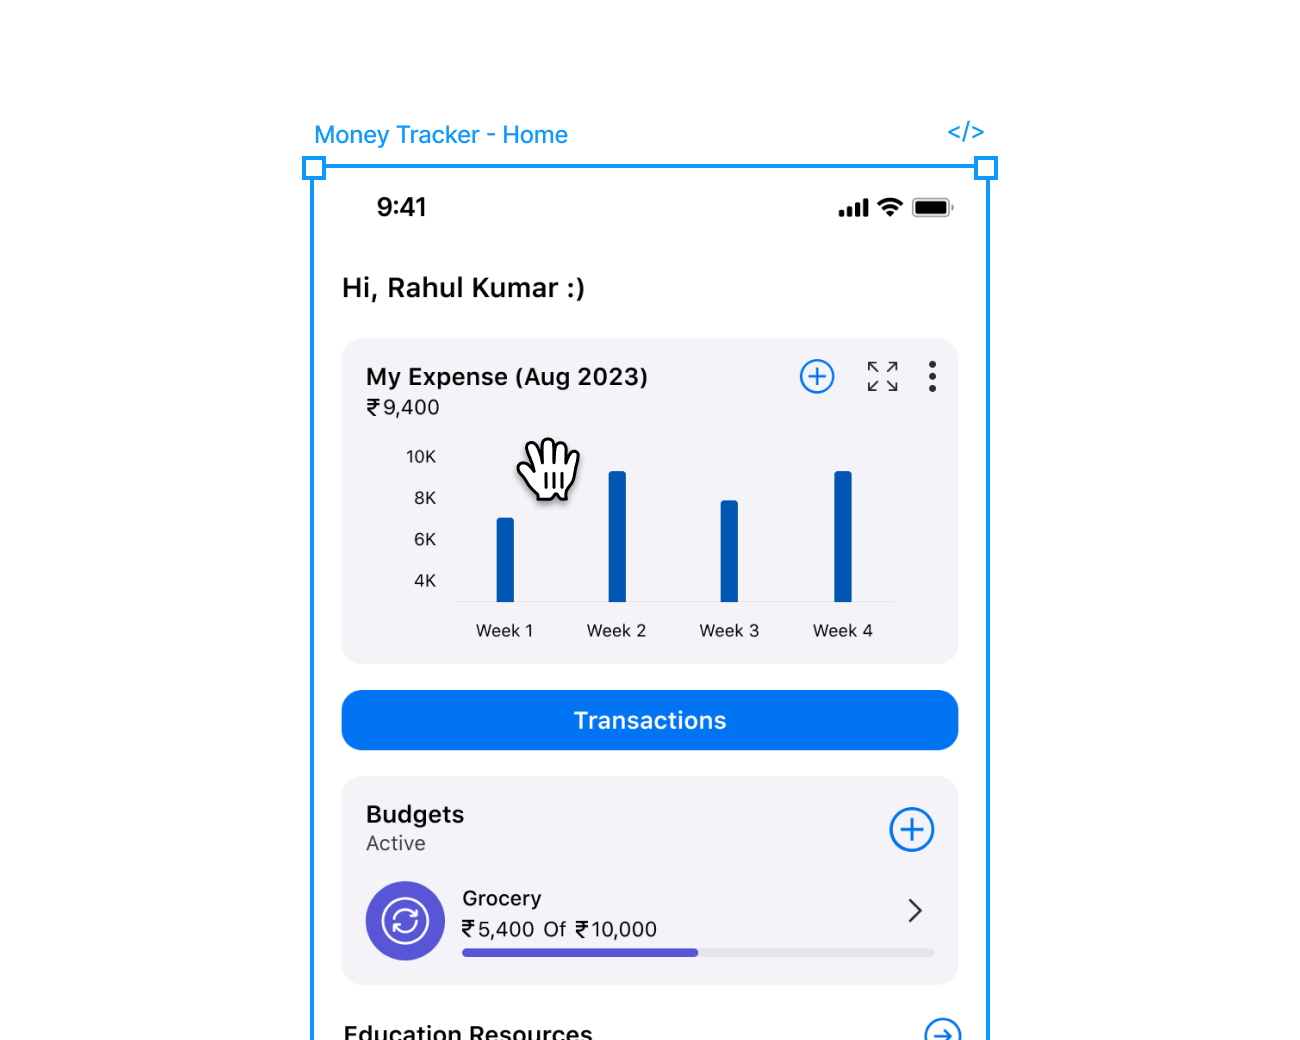 Money Tracker - Home </>
9:41
Hi, Rahul Kumar :)
My Expense (Aug 2023)
₹9,400
10K
8K
6K
4K
Week 1 Week 2 Week 3 Week 4
Transactions
Budgets
Active
Grocery
₹5,400 Of ₹10,000
Education Resources